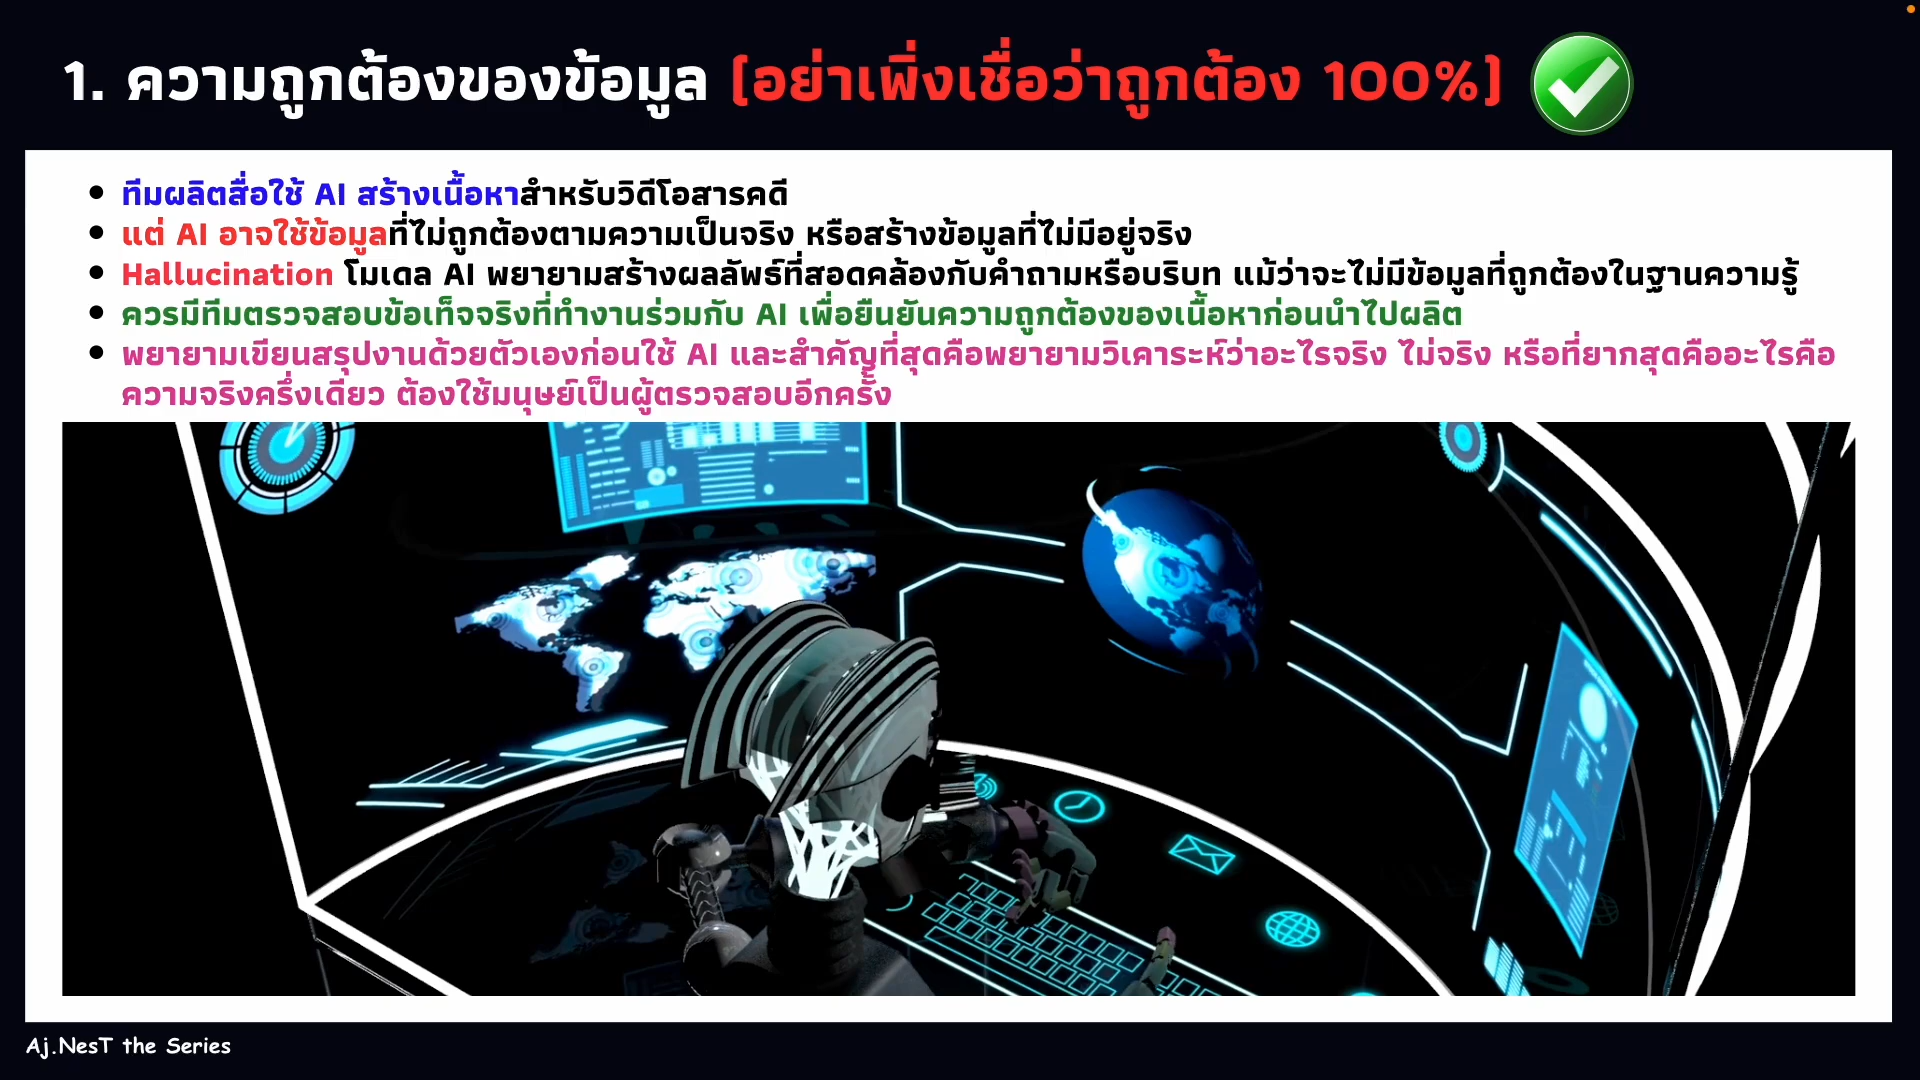 1. ความถูกต้องของข้อมูล (อย่าเพิ่งเชื่อว่าถูกต้อง 100%)
ทีมผลิตสื่อใช้ AI สร้างเนื้อหาสำหรับวิดีโอสารคดี
แต่ AI อาจใช้ข้อมูลที่ไม่ถูกต้องตามความเป็นจริง หรือสร้างข้อมูลที่ไม่มีอยู่จริง
Hallucination โมเดล AI พยายามสร้างผลลัพธ์ที่สอดคล้องกับคำถามหรือบริบท แม้ว่าจะไม่มีข้อมูลที่ถูกต้องในฐานความรู้
ควรมีทีมตรวจสอบข้อเท็จจริงที่ทำงานร่วมกับ AI เพื่อยืนยันความถูกต้องของเนื้อหาก่อนนำไปผลิต
พยายามเขียนสรุปงานด้วยตัวเองก่อนใช้ AI และสำคัญที่สุดคือพยายามวิเคาระห์ว่าอะไรจริง ไม่จริง หรือที่ยากสุดคืออะไรคือ
ความจริงครึ่งเดียว ต้องใช้มนุษย์เป็นผู้ตรวจสอบอีกครั้ง
Aj.NesT the Series